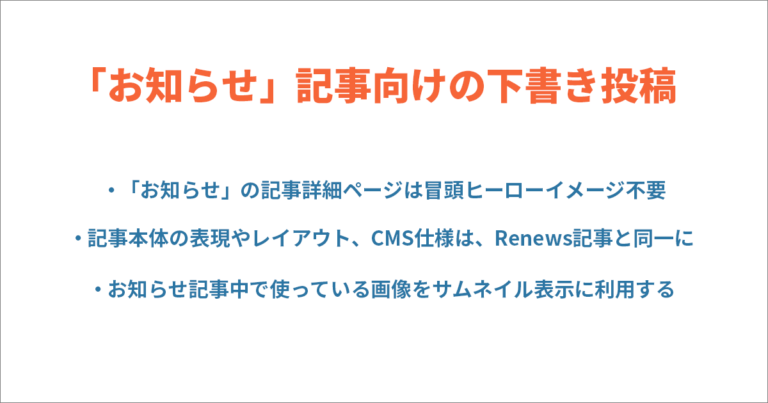 「お知らせ」記事向けの下書き投稿
・「お知らせ」の記事詳細ページは冒頭ヒーローイメージ不要
・記事本体の表現やレイアウト、CMS仕様は、Renews記事と同一に
・お知らせ記事中で使っている画像をサムネイル表示に利用する